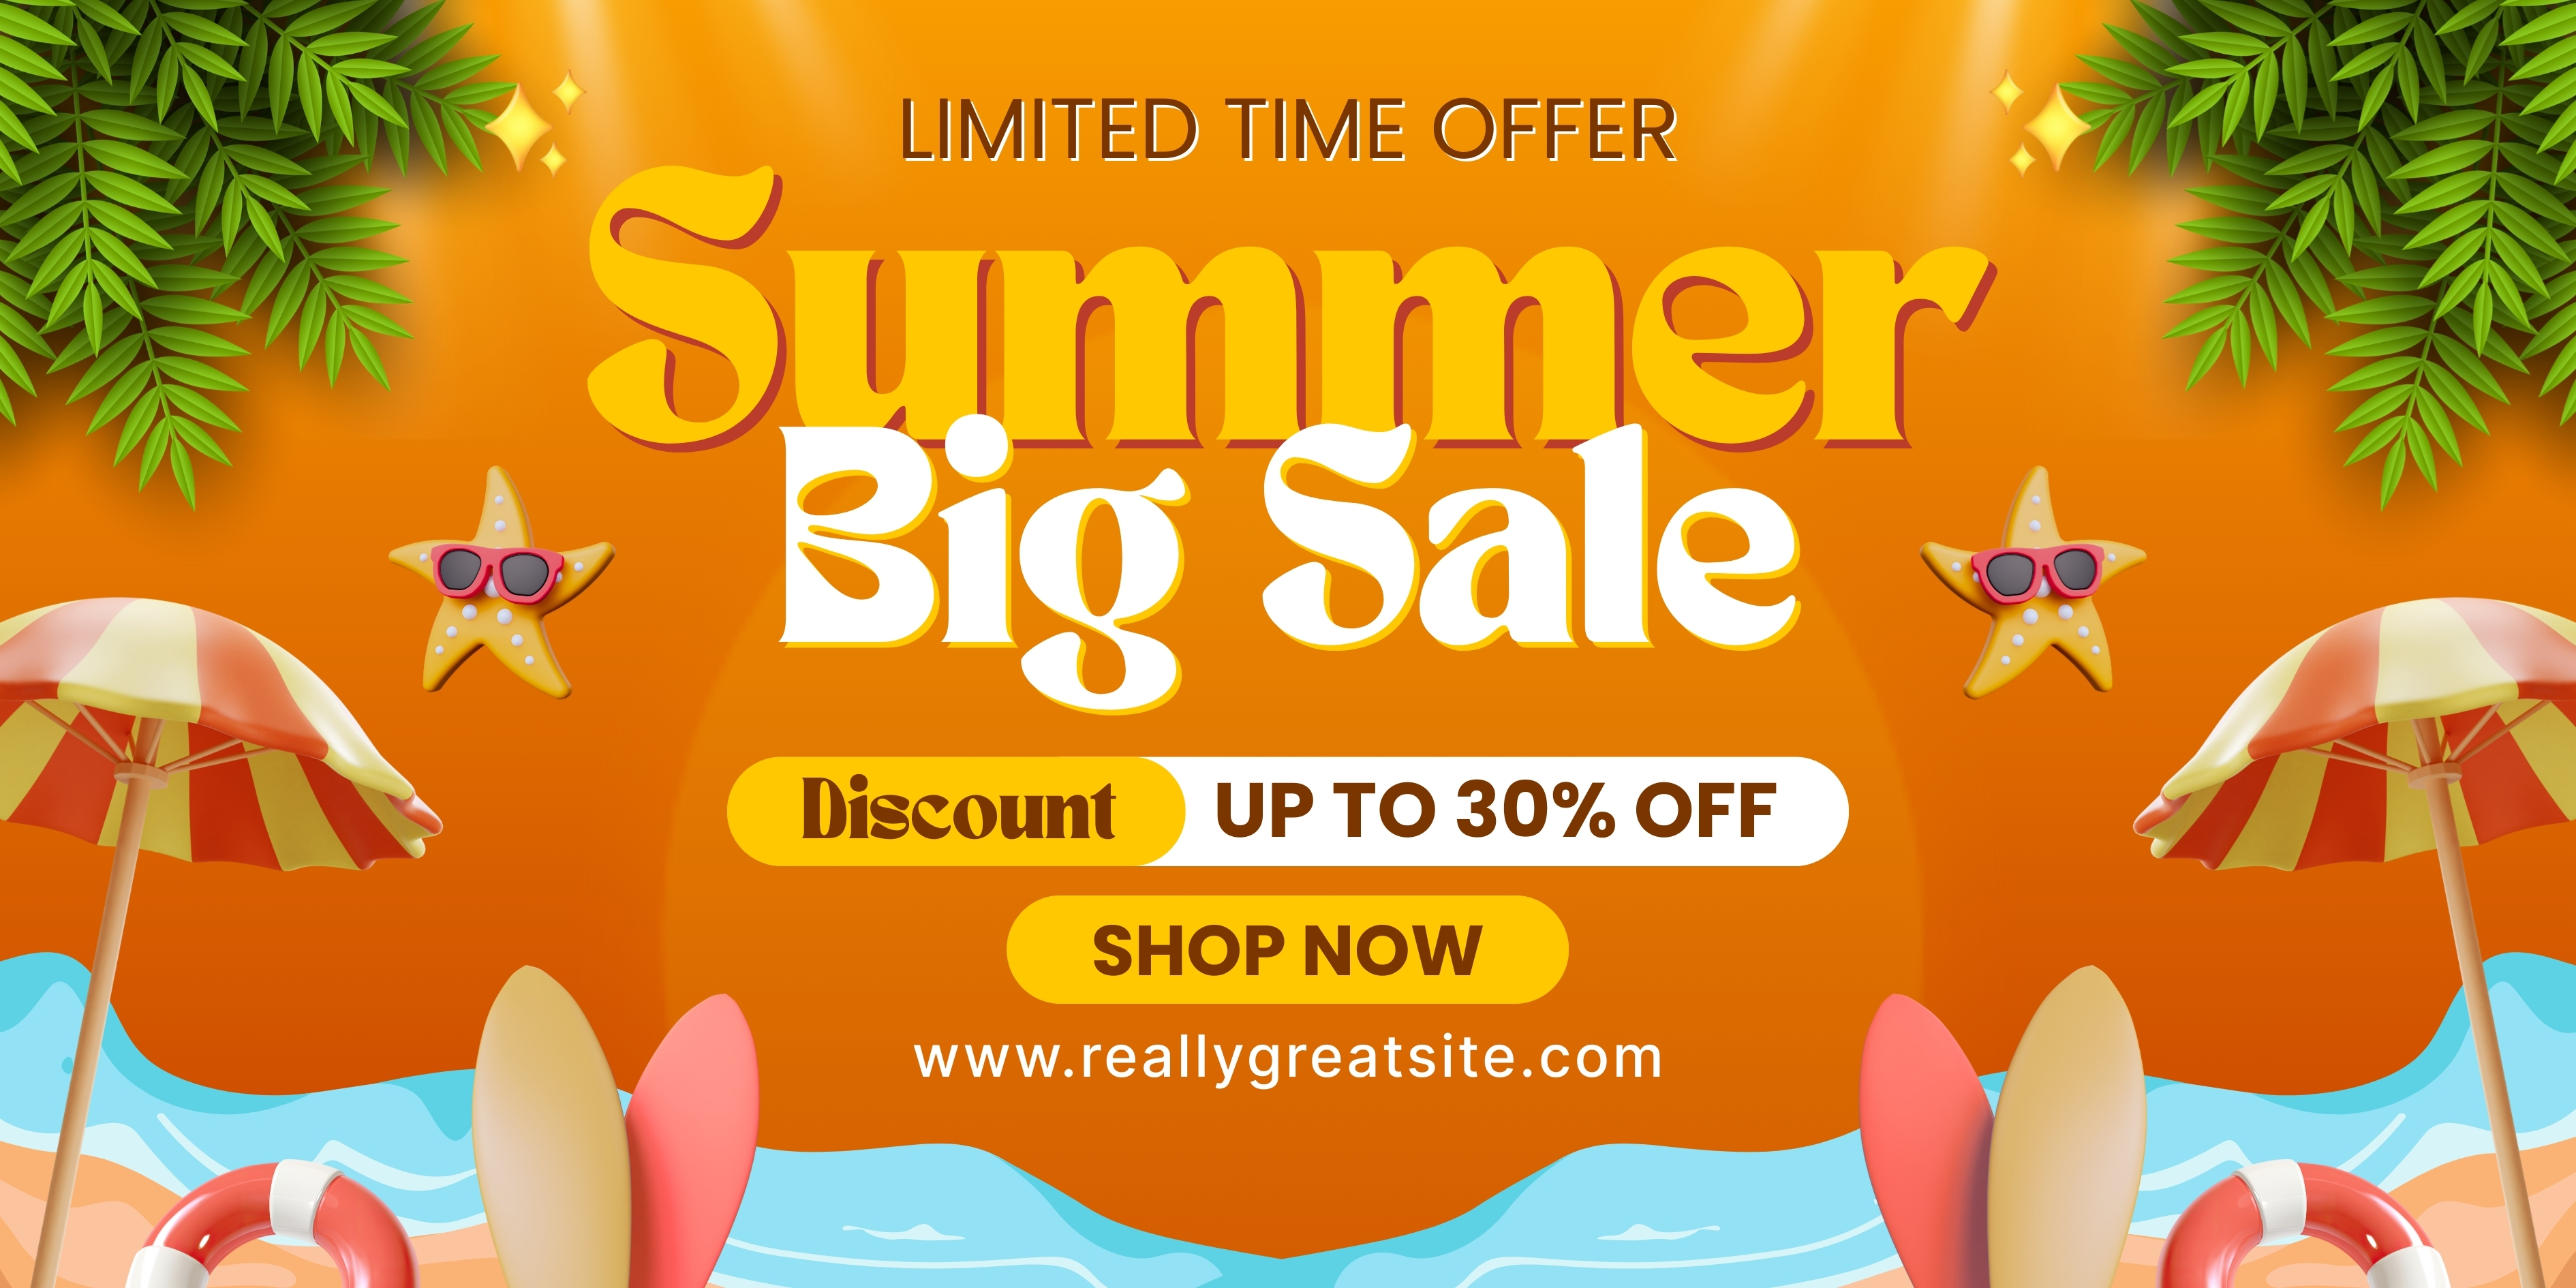 LIMITED TIME OFFER
Summer
Big Sale
Discount UP TO 30% OFF
SHOP NOW
www.reallygreatsite.com